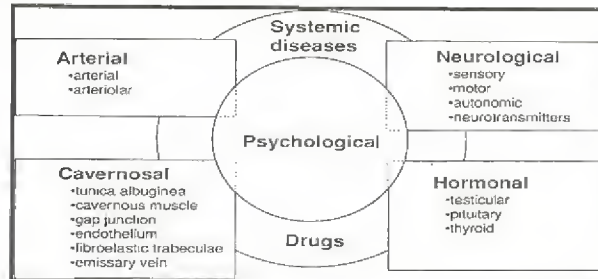 Systemic
diseases
Arterial
•arterial
•arteriolar
Neurological
•sensory
•motor
•autonomic
•neurotransmitters
Psychological
Cavernosal
•tunica albuginea
•cavernous muscle
•gap junction
•endothelium
•fibroelastic trabeculae
•emissary vein
Hormonal
•testicular
•pituitary
•thyroid
Drugs